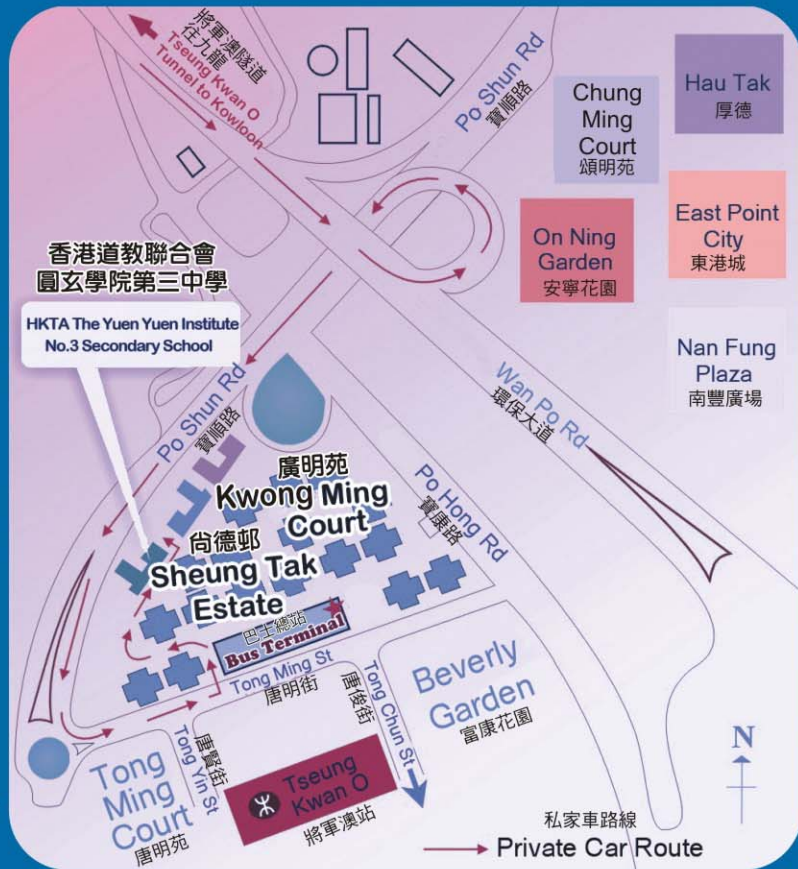 將軍澳隧道
往九龍
Tseung Kwan O
Tunnel to Kowloon
Po Shun Rd
寶順路
Chung
Ming
Court
頌明苑
Hau Tak
厚德
On Ning
Garden
安寧花園
East Point
City
東港城
Nan Fung
Plaza
南豐廣場
香港道教聯合會
圓玄學院第三中學
HKTA The Yuen Yuen Institute
No.3 Secondary School
Po Shun Rd
寶順路
Wan Po Rd
環保大道
廣明苑
Kwong Ming
Court
Po Hong Rd
寶康路
尚德邨
Sheung Tak
Estate
巴士總站
Bus Terminal
Tong Ming St
唐明街
Tong Chun St
唐俊街
Beverly
Garden
富康花園
Tong Yin St
唐賢街
Tong
Ming
Court
唐明苑
Tseung
Kwan O
將軍澳站
N
私家車路線
Private Car Route